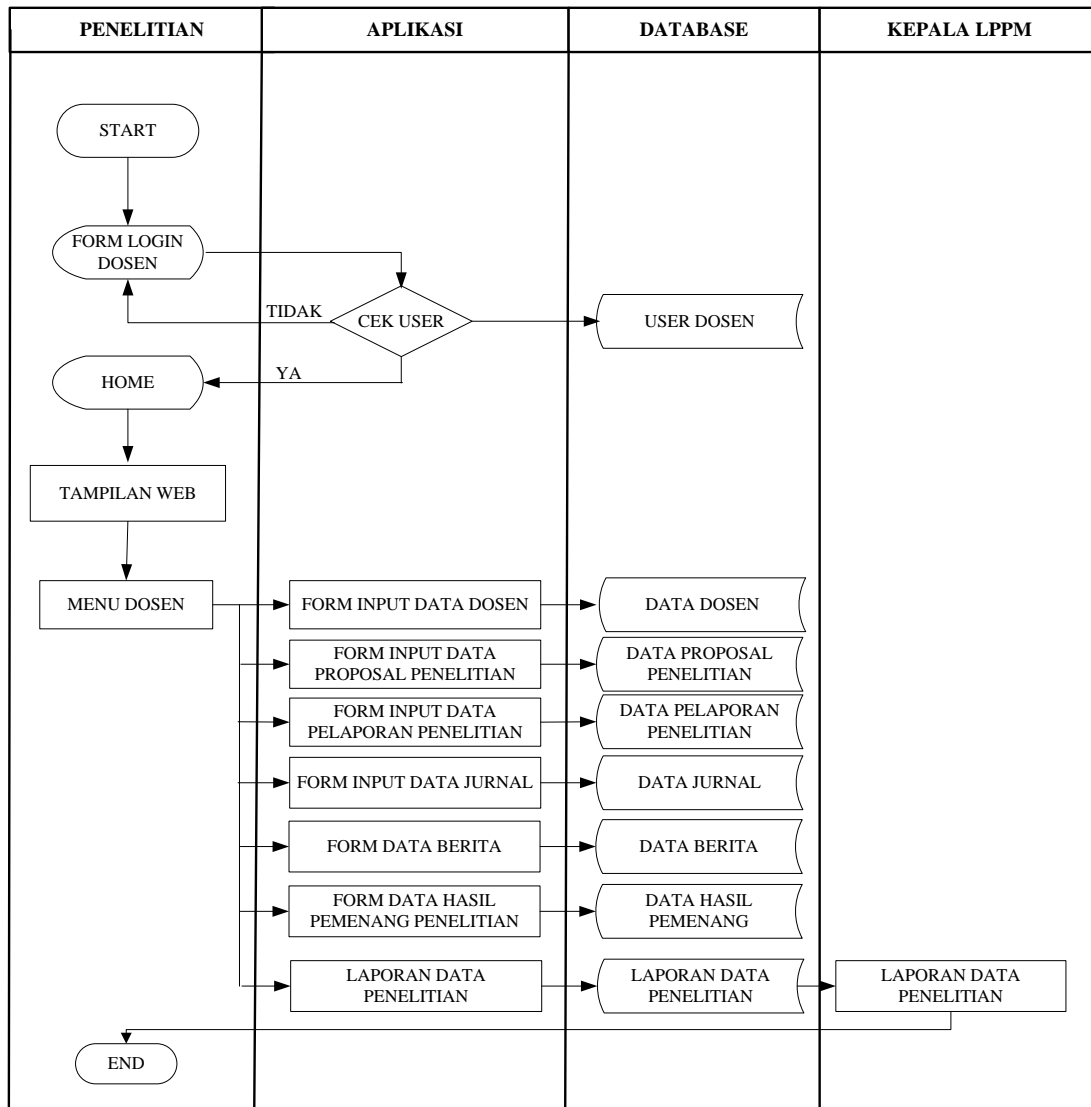 PENELITIAN
APLIKASI
DATABASE
KEPALA LPPM
START
FORM LOGIN
DOSEN
TIDAK
CEK USER
USER DOSEN
YA
HOME
TAMPILAN WEB
MENU DOSEN
FORM INPUT DATA DOSEN
DATA DOSEN
FORM INPUT DATA
PROPOSAL PENELITIAN
DATA PROPOSAL
PENELITIAN
FORM INPUT DATA
PELAPORAN PENELITIAN
DATA PELAPORAN
PENELITIAN
FORM INPUT DATA JURNAL
DATA JURNAL
FORM DATA BERITA
DATA BERITA
FORM DATA HASIL
PEMENANG PENELITIAN
DATA HASIL
PEMENANG
LAPORAN DATA
PENELITIAN
LAPORAN DATA
PENELITIAN
LAPORAN DATA
PENELITIAN
END